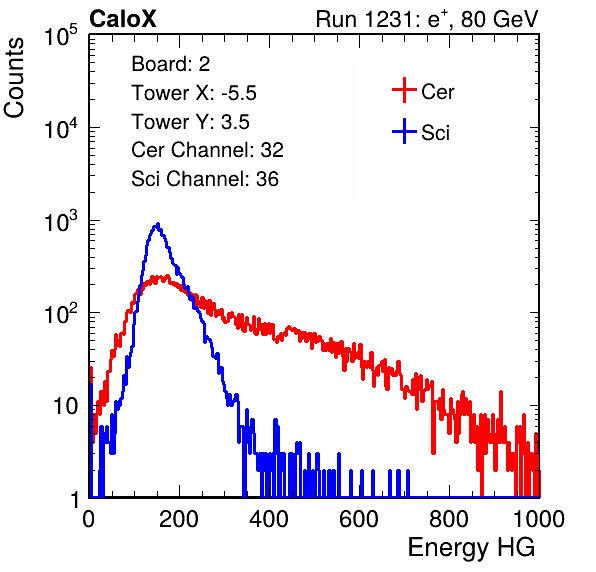 CaloX Run 1231: e⁺, 80 GeV
Counts
10⁵
10⁴
10³
10²
10
1
Board: 2
Tower X: -5.5
Tower Y: 3.5
Cer Channel: 32
Sci Channel: 36
Cer
Sci
0 200 400 600 800 1000
Energy HG